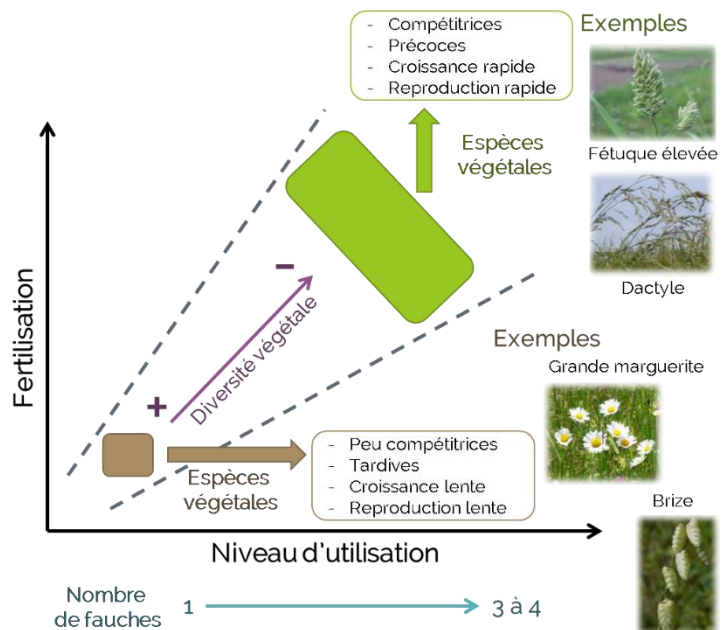 - Compétitrices
- Précoces
- Croissance rapide
- Reproduction rapide
Exemples
Espèces
végétales
Fétuque élevée
Dactyle
Fertilisation
-
Diversité végétale
+
Exemples
Grande marguerite
Espèces
végétales
- Peu compétitrices
- Tardives
- Croissance lente
- Reproduction lente
Brize
Niveau d'utilisation
Nombre
de fauches
1
3 à 4